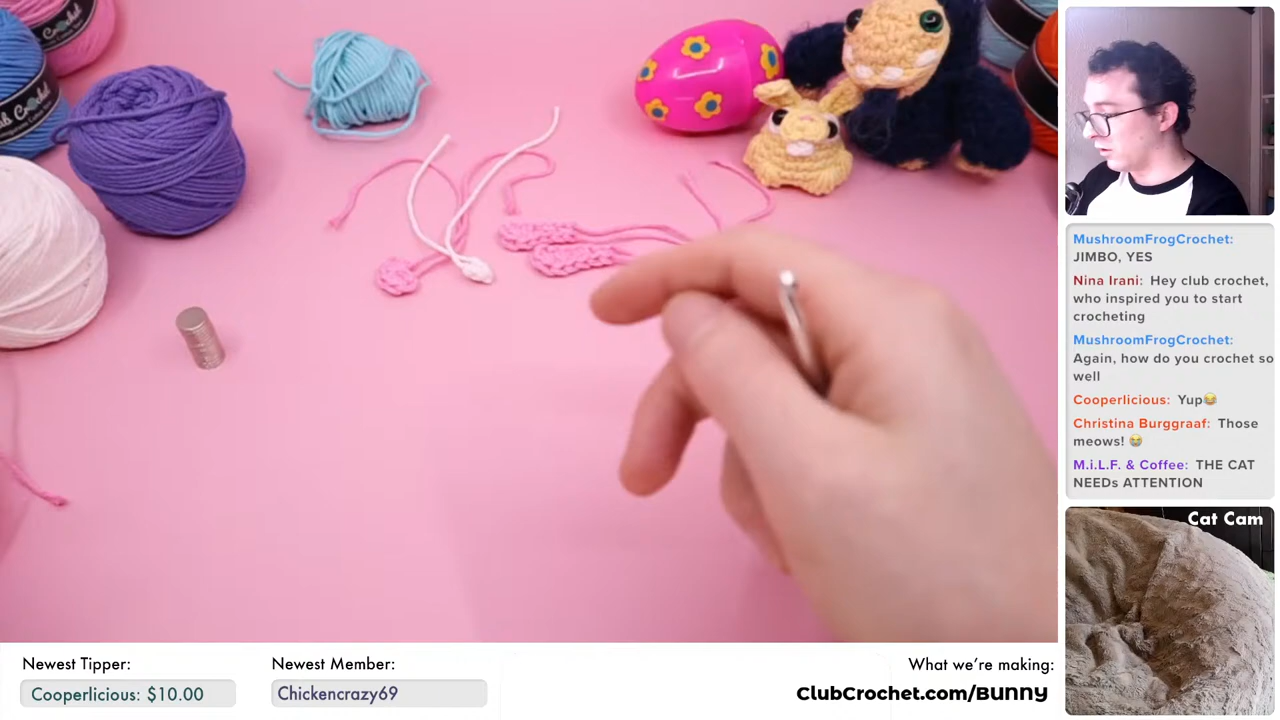 MushroomFrogCrochet:
JIMBO, YES
Nina Irani: Hey club crochet,
who inspired you to start
crocheting
MushroomFrogCrochet:
Again, how do you crochet so
well
Cooperlicious: Yup😂
Christina Burggraaf: Those
meows! 😭
M.i.L.F. & Coffee: THE CAT
NEEDs ATTENTION
Cat Cam
Newest Tipper:
Cooperlicious: $10.00
Newest Member:
Chickencrazy69
What we're making:
ClubCrochet.com/BUNNY